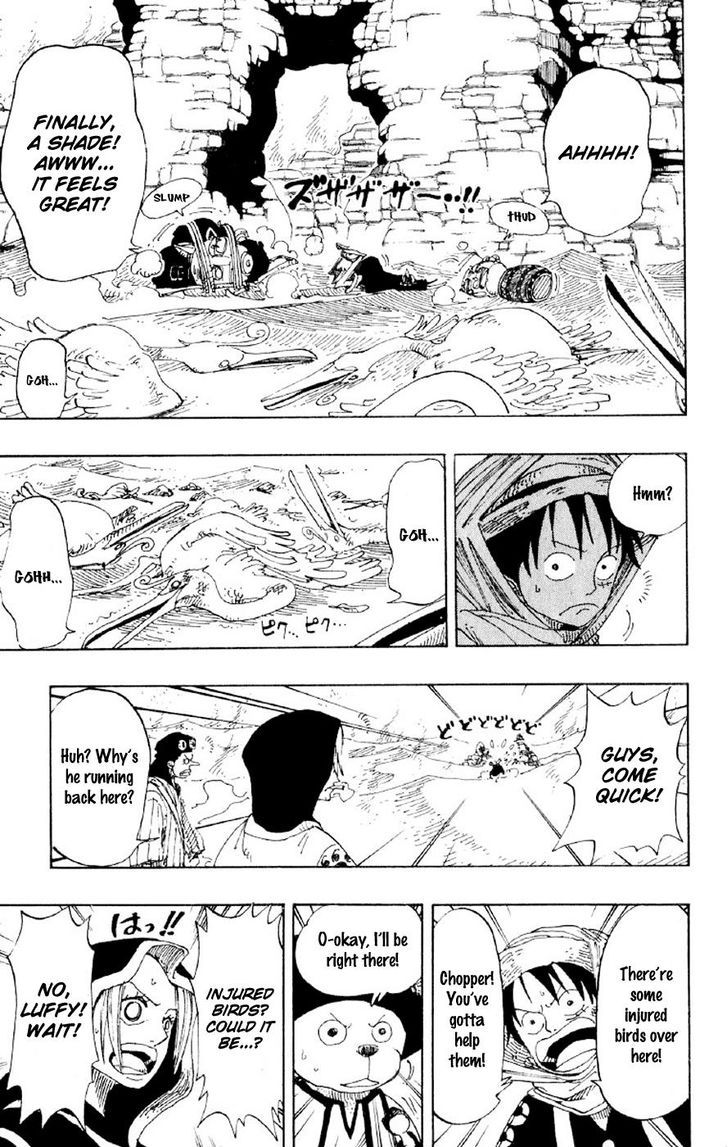 AHHHH!
ズザザザー…!!
THUD
SLUMP
FINALLY,
A SHADE!
AWWW...
IT FEELS
GREAT!
GOH...
Hmm?
GOH...
GOHH...
ピク… ピク…
GUYS,
COME
QUICK!
どどどどどど
Huh? Why's
he running
back here?
There're
some
injured
birds over
here!
Chopper!
You've
gotta
help
them!
O-okay, I'll be
right there!
INJURED
BIRDS?
COULD IT
BE...?
はっ!!
NO,
LUFFY!
WAIT!